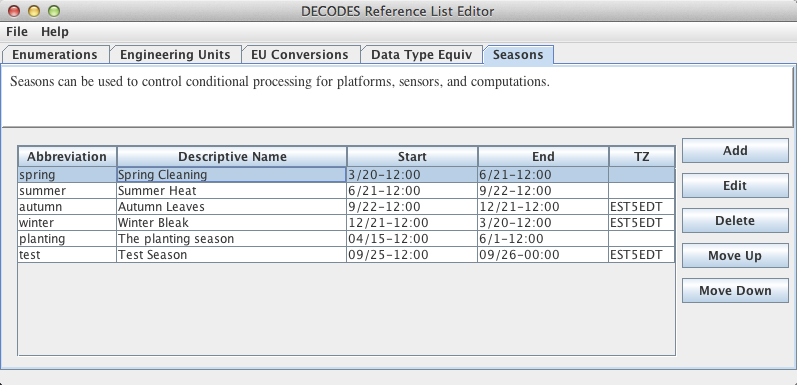 DECODES Reference List Editor
File Help
Enumerations Engineering Units EU Conversions Data Type Equiv Seasons
Seasons can be used to control conditional processing for platforms, sensors, and computations.
Abbreviation Descriptive Name Start End TZ
spring Spring Cleaning 3/20-12:00 6/21-12:00
summer Summer Heat 6/21-12:00 9/22-12:00
autumn Autumn Leaves 9/22-12:00 12/21-12:00 EST5EDT
winter Winter Bleak 12/21-12:00 3/20-12:00 EST5EDT
planting The planting season 04/15-12:00 6/1-12:00
test Test Season 09/25-12:00 09/26-00:00 EST5EDT
Add
Edit
Delete
Move Up
Move Down